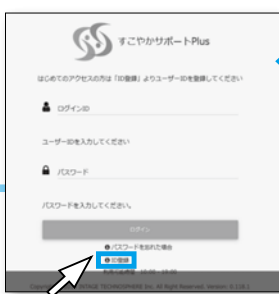 すこやかサポートPlus
はじめてのアクセスの方は「ID登録」よりユーザーIDを登録してください
ログインID
ユーザーIDを入力してください
パスワード
パスワードを入力してください。
ログイン
パスワードを忘れた場合
ID登録